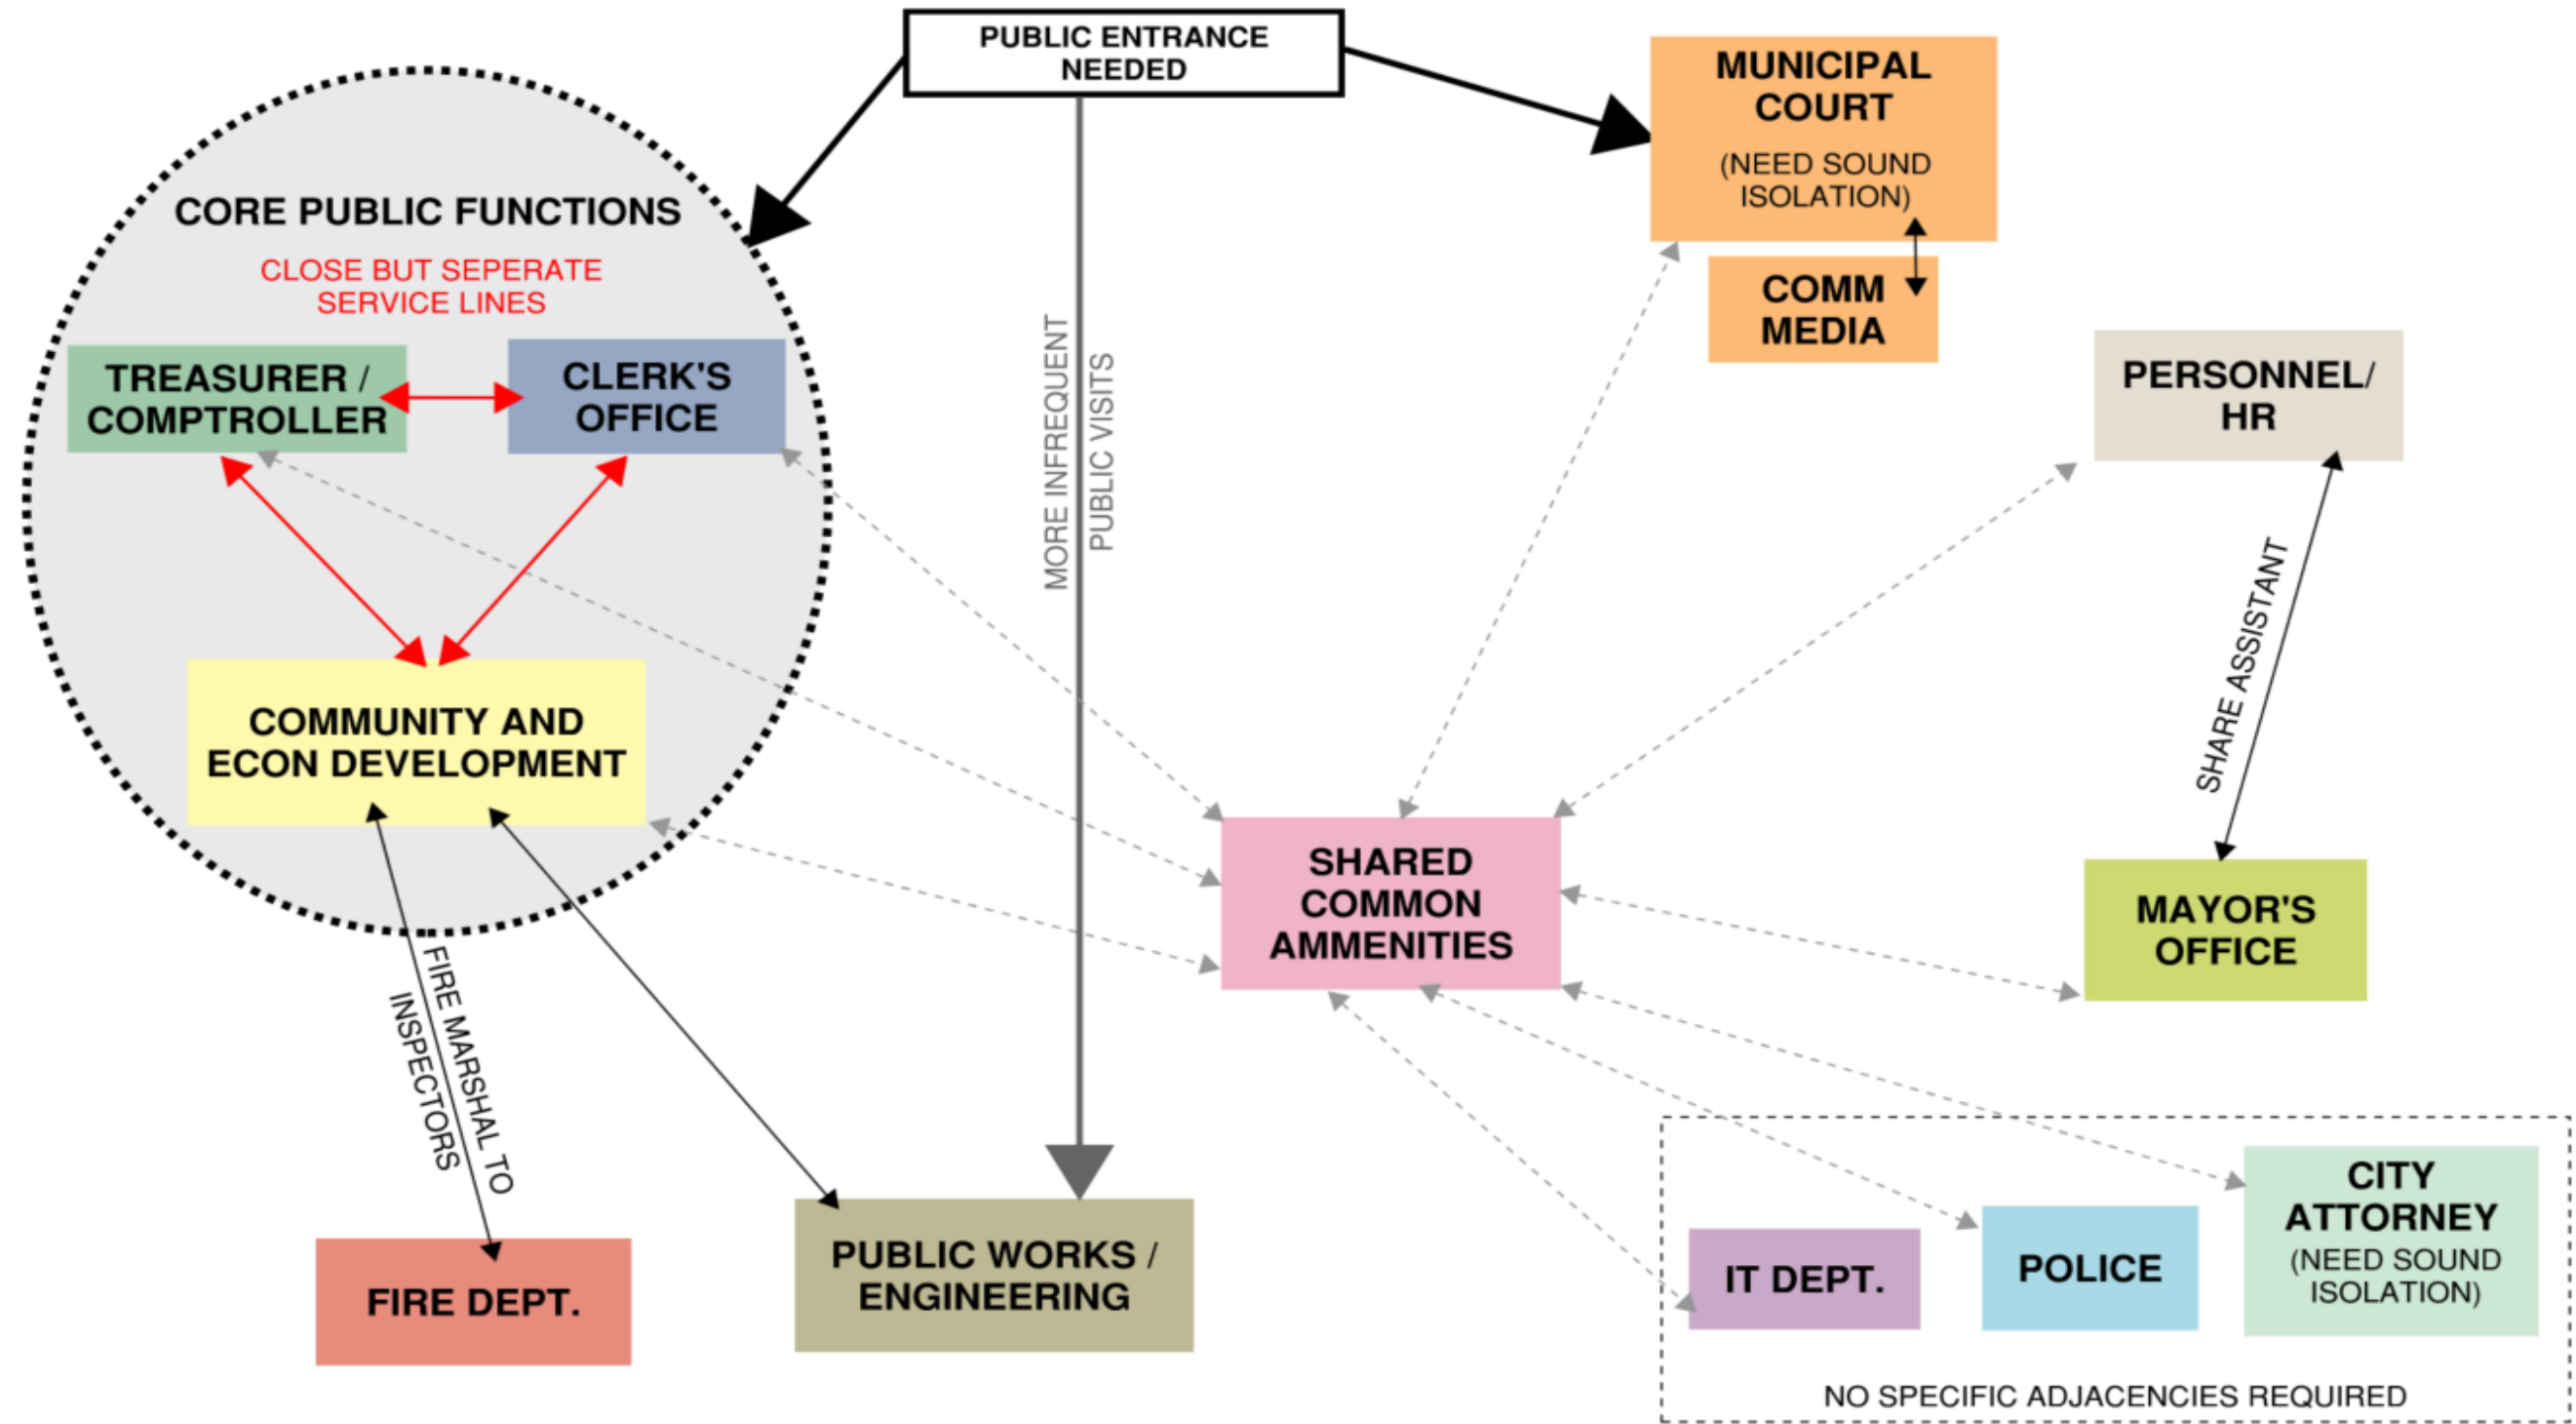 PUBLIC ENTRANCE
NEEDED
MUNICIPAL
COURT
(NEED SOUND
ISOLATION)
COMM
MEDIA
CORE PUBLIC FUNCTIONS
CLOSE BUT SEPERATE
SERVICE LINES
TREASURER /
COMPTROLLER
CLERK'S
OFFICE
MORE INFREQUENT
PUBLIC VISITS
PERSONNEL/
HR
SHARE ASSISTANT
COMMUNITY AND
ECON DEVELOPMENT
SHARED
COMMON
AMMENITIES
MAYOR'S
OFFICE
FIRE MARSHAL TO
INSPECTORS
FIRE DEPT.
PUBLIC WORKS /
ENGINEERING
IT DEPT.
POLICE
CITY
ATTORNEY
(NEED SOUND
ISOLATION)
NO SPECIFIC ADJACENCIES REQUIRED